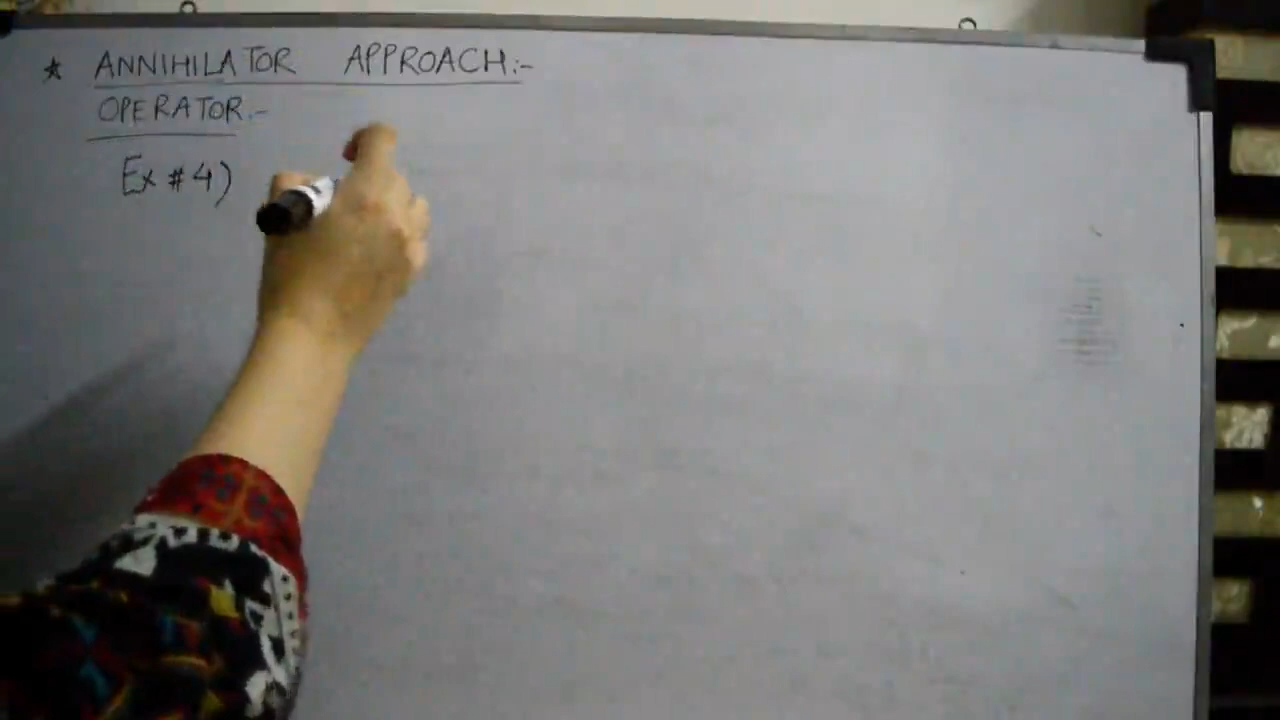 ★ ANNIHILATOR APPROACH:-
OPERATOR:-
Ex # 4)